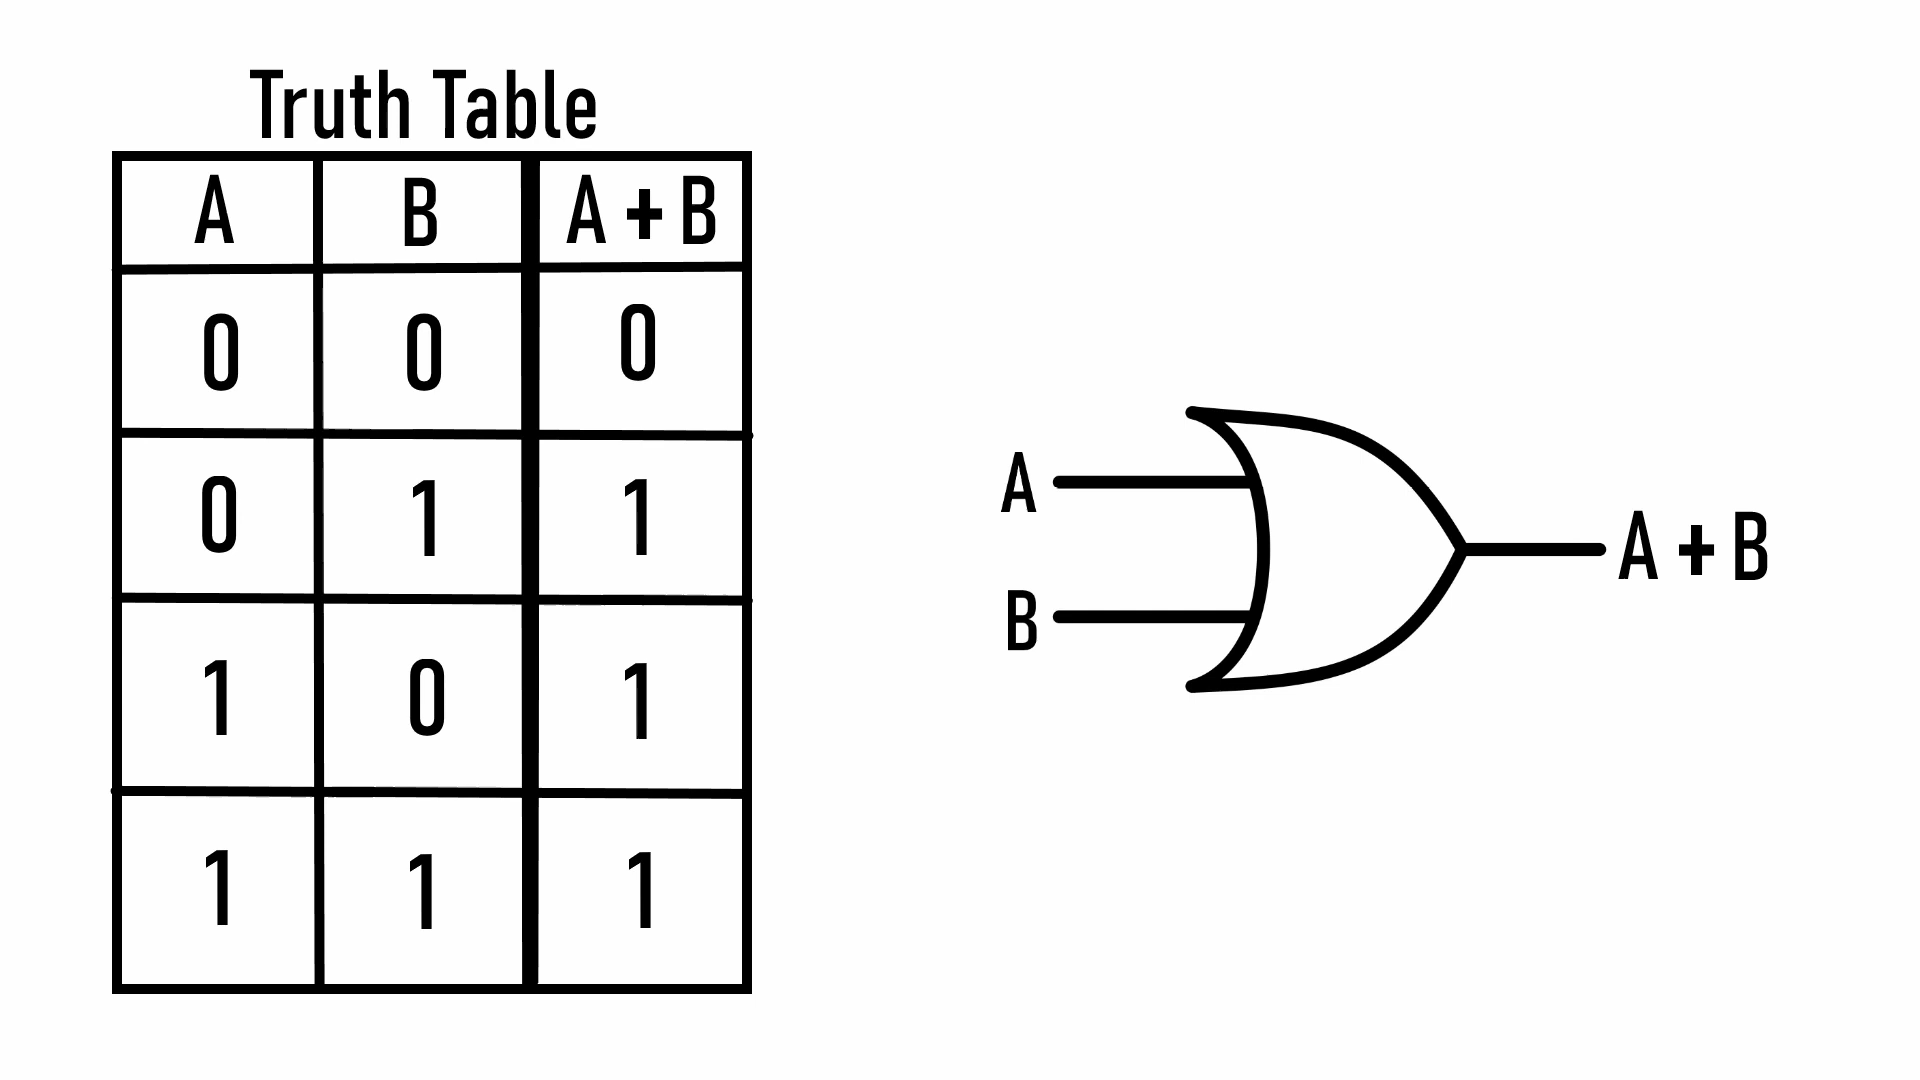 Truth Table
A B A + B
0 0 0
0 1 1
1 0 1
1 1 1
A
B
A + B